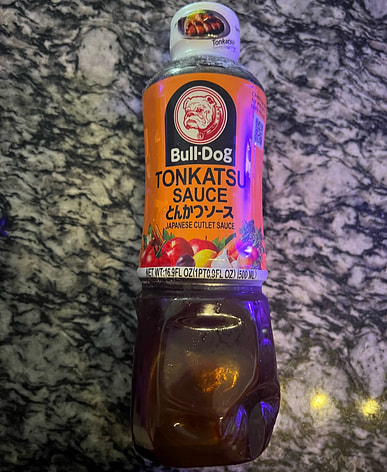 Tonkatsu
Bull-Dog
TONKATSU
SAUCE
とんかつソース
JAPANESE CUTLET SAUCE
NET WT: 16.9FL OZ (1PT0.9FL OZ) (500 ML)